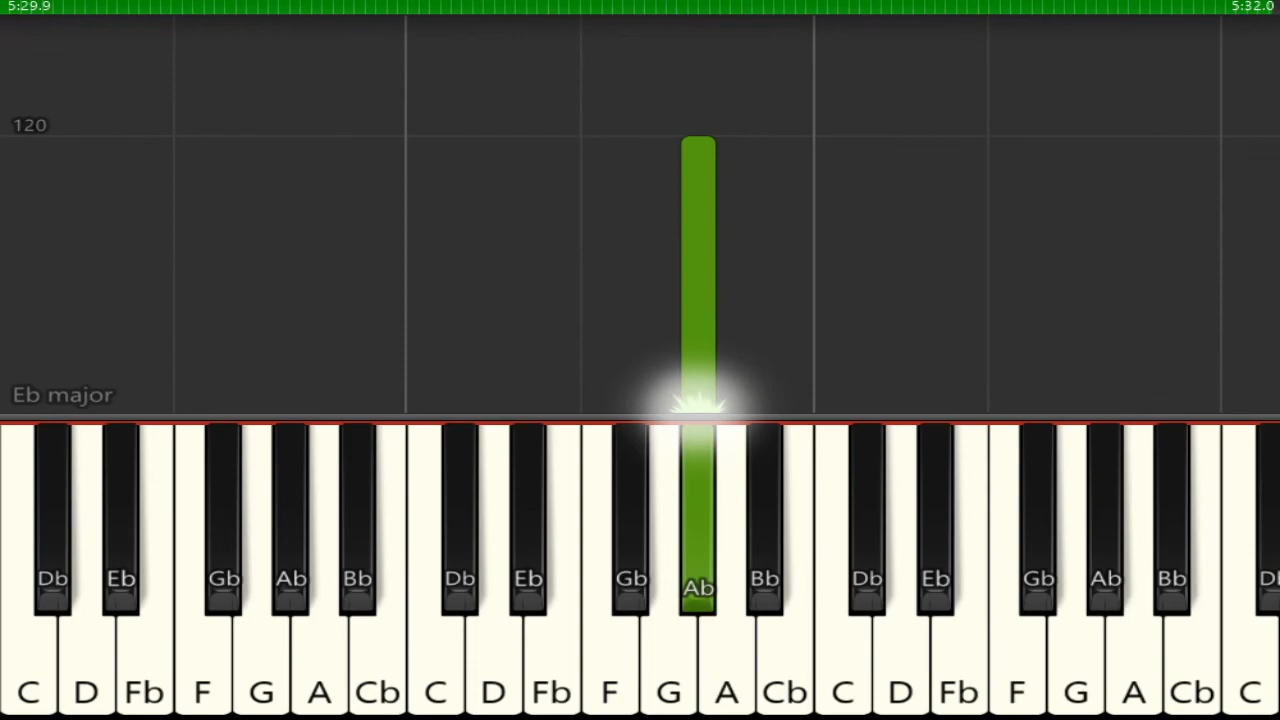 5:29.9 5:32.0
120
Eb major
Db Eb Gb Ab Bb Db Eb Gb Ab Bb Db Eb Gb Ab Bb Db
C D Fb F G A Cb C D Fb F G A Cb C D Fb F G A Cb C